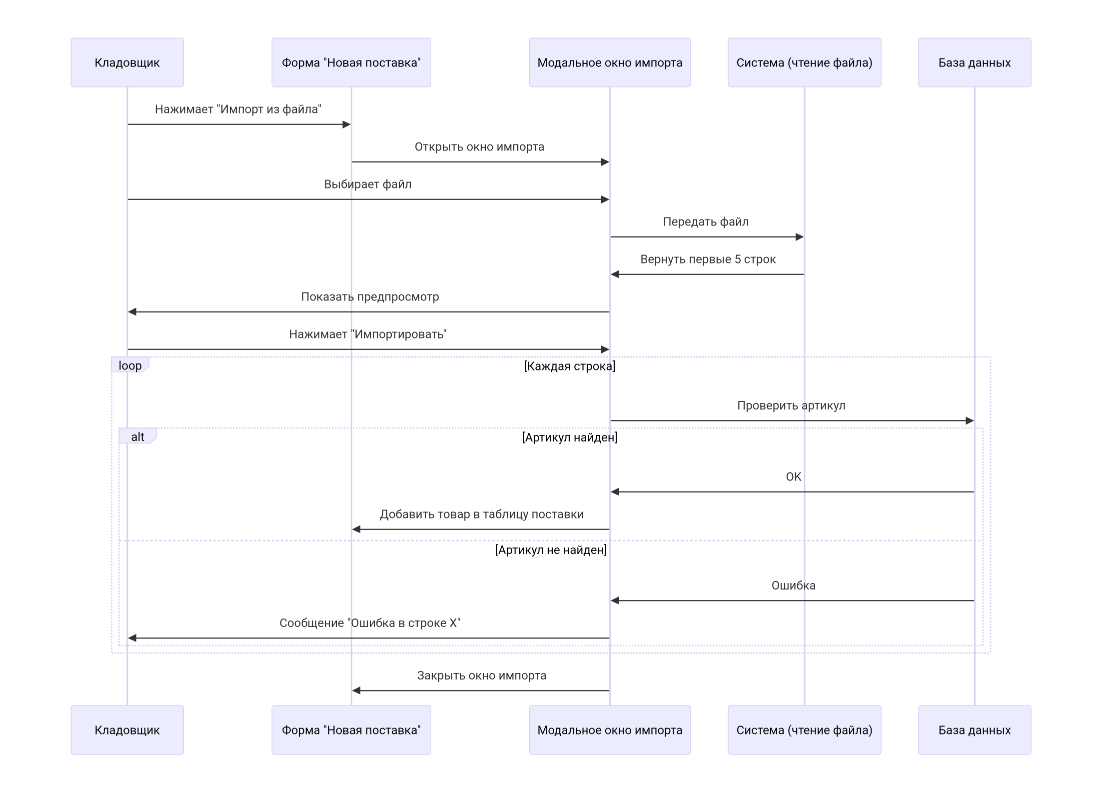 Кладовщик
Форма "Новая поставка"
Модальное окно импорта
Система (чтение файла)
База данных
Нажимает "Импорт из файла"
Открыть окно импорта
Выбирает файл
Передать файл
Вернуть первые 5 строк
Показать предпросмотр
Нажимает "Импортировать"
loop
[Каждая строка]
Проверить артикул
alt
[Артикул найден]
OK
Добавить товар в таблицу поставки
[Артикул не найден]
Ошибка
Сообщение "Ошибка в строке X"
Закрыть окно импорта
Кладовщик
Форма "Новая поставка"
Модальное окно импорта
Система (чтение файла)
База данных